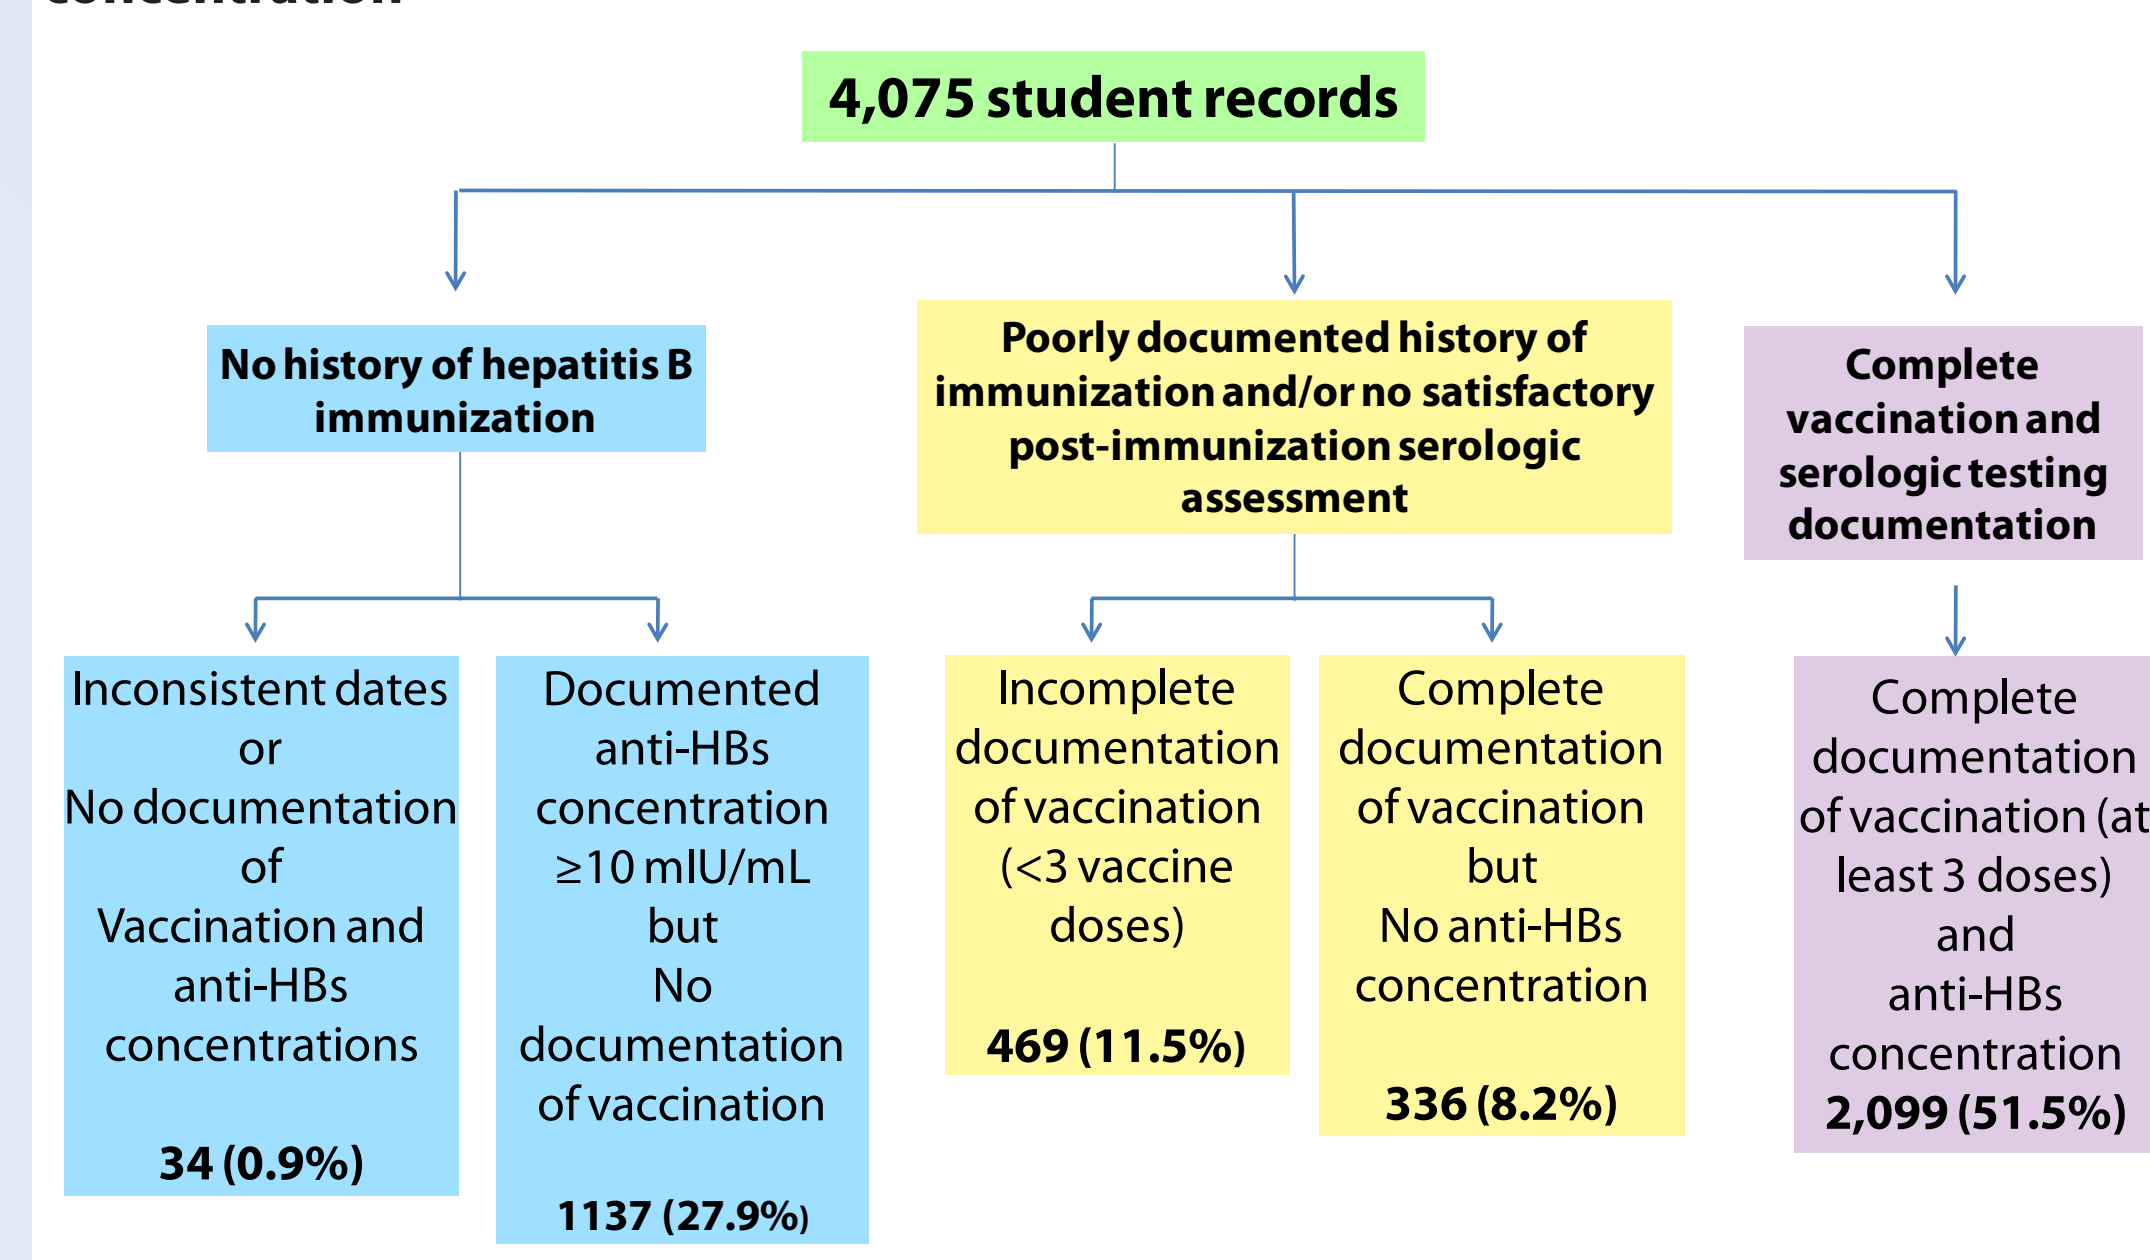 concentration
4,075 student records
No history of hepatitis B
immunization
Poorly documented history of
immunization and/or no satisfactory
post-immunization serologic
assessment
Complete
vaccination and
serologic testing
documentation
Inconsistent dates
or
No documentation
of
Vaccination and
anti-HBs
concentrations
34 (0.9%)
Documented
anti-HBs
concentration
≥10 mIU/mL
but
No
documentation
of vaccination
1137 (27.9%)
Incomplete
documentation
of vaccination
(<3 vaccine
doses)
469 (11.5%)
Complete
documentation
of vaccination
but
No anti-HBs
concentration
336 (8.2%)
Complete
documentation
of vaccination (at
least 3 doses)
and
anti-HBs
concentration
2,099 (51.5%)